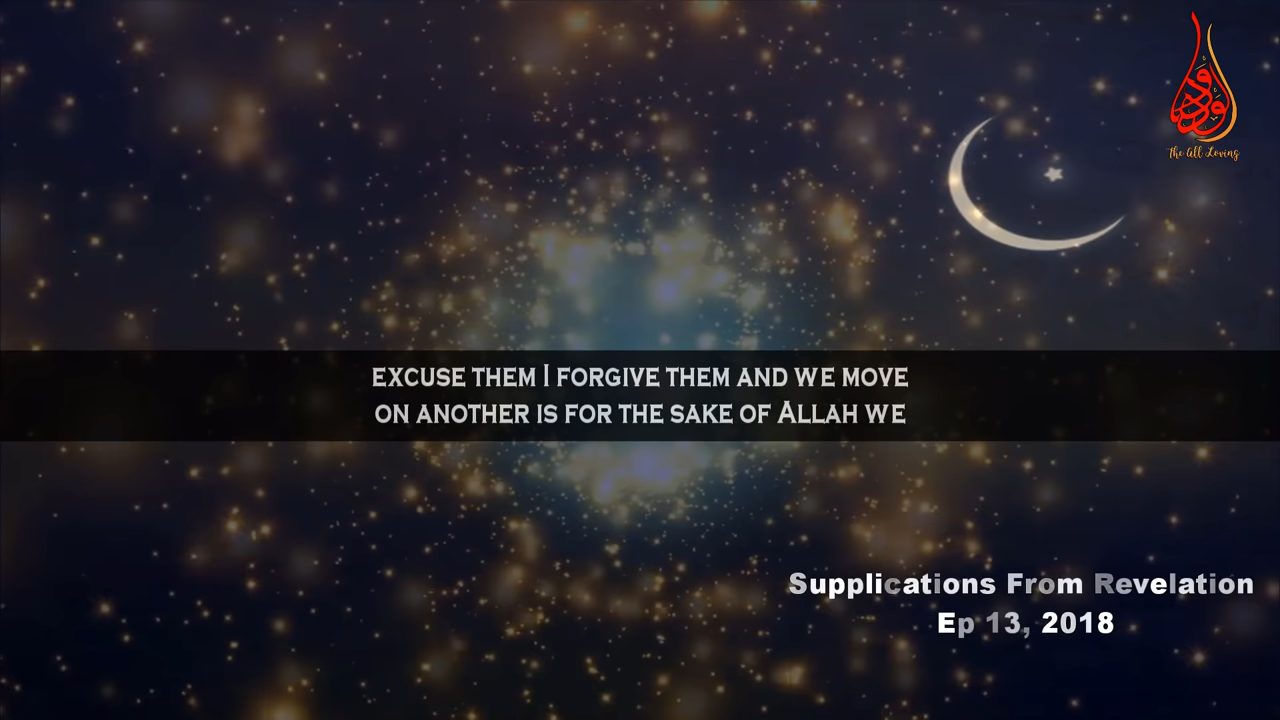 الودود
The All Loving
EXCUSE THEM I FORGIVE THEM AND WE MOVE
ON ANOTHER IS FOR THE SAKE OF ALLAH WE
Supplications From Revelation
Ep 13, 2018